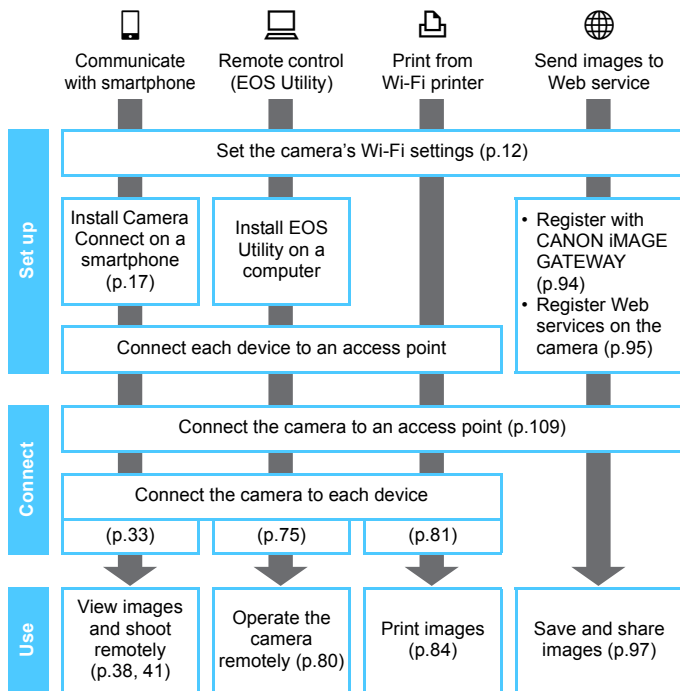 Communicate
with smartphone
Remote control
(EOS Utility)
Print from
Wi-Fi printer
Send images to
Web service
Set up
Set the camera's Wi-Fi settings (p.12)
Install Camera
Connect on a
smartphone
(p.17)
Install EOS
Utility on a
computer
• Register with
CANON iMAGE
GATEWAY
(p.94)
• Register Web
services on the
camera (p.95)
Connect each device to an access point
Connect
Connect the camera to an access point (p.109)
Connect the camera to each device
(p.33)
(p.75)
(p.81)
Use
View images
and shoot
remotely
(p.38, 41)
Operate the
camera
remotely (p.80)
Print images
(p.84)
Save and share
images (p.97)